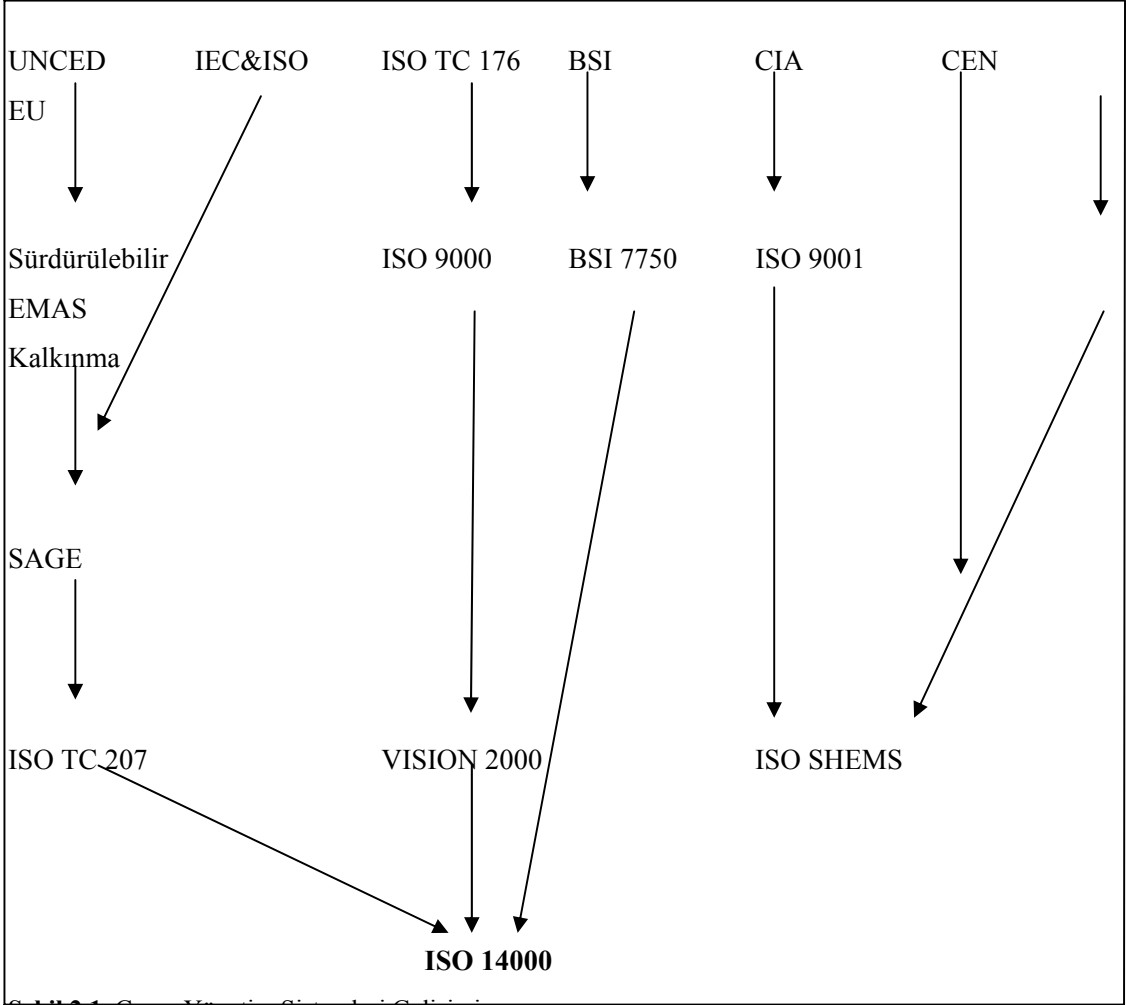 UNCED IEC&ISO ISO TC 176 BSI CIA CEN
EU
Sürdürülebilir ISO 9000 BSI 7750 ISO 9001
EMAS
Kalkınma
SAGE
ISO TC 207 VISION 2000 ISO SHEMS
ISO 14000